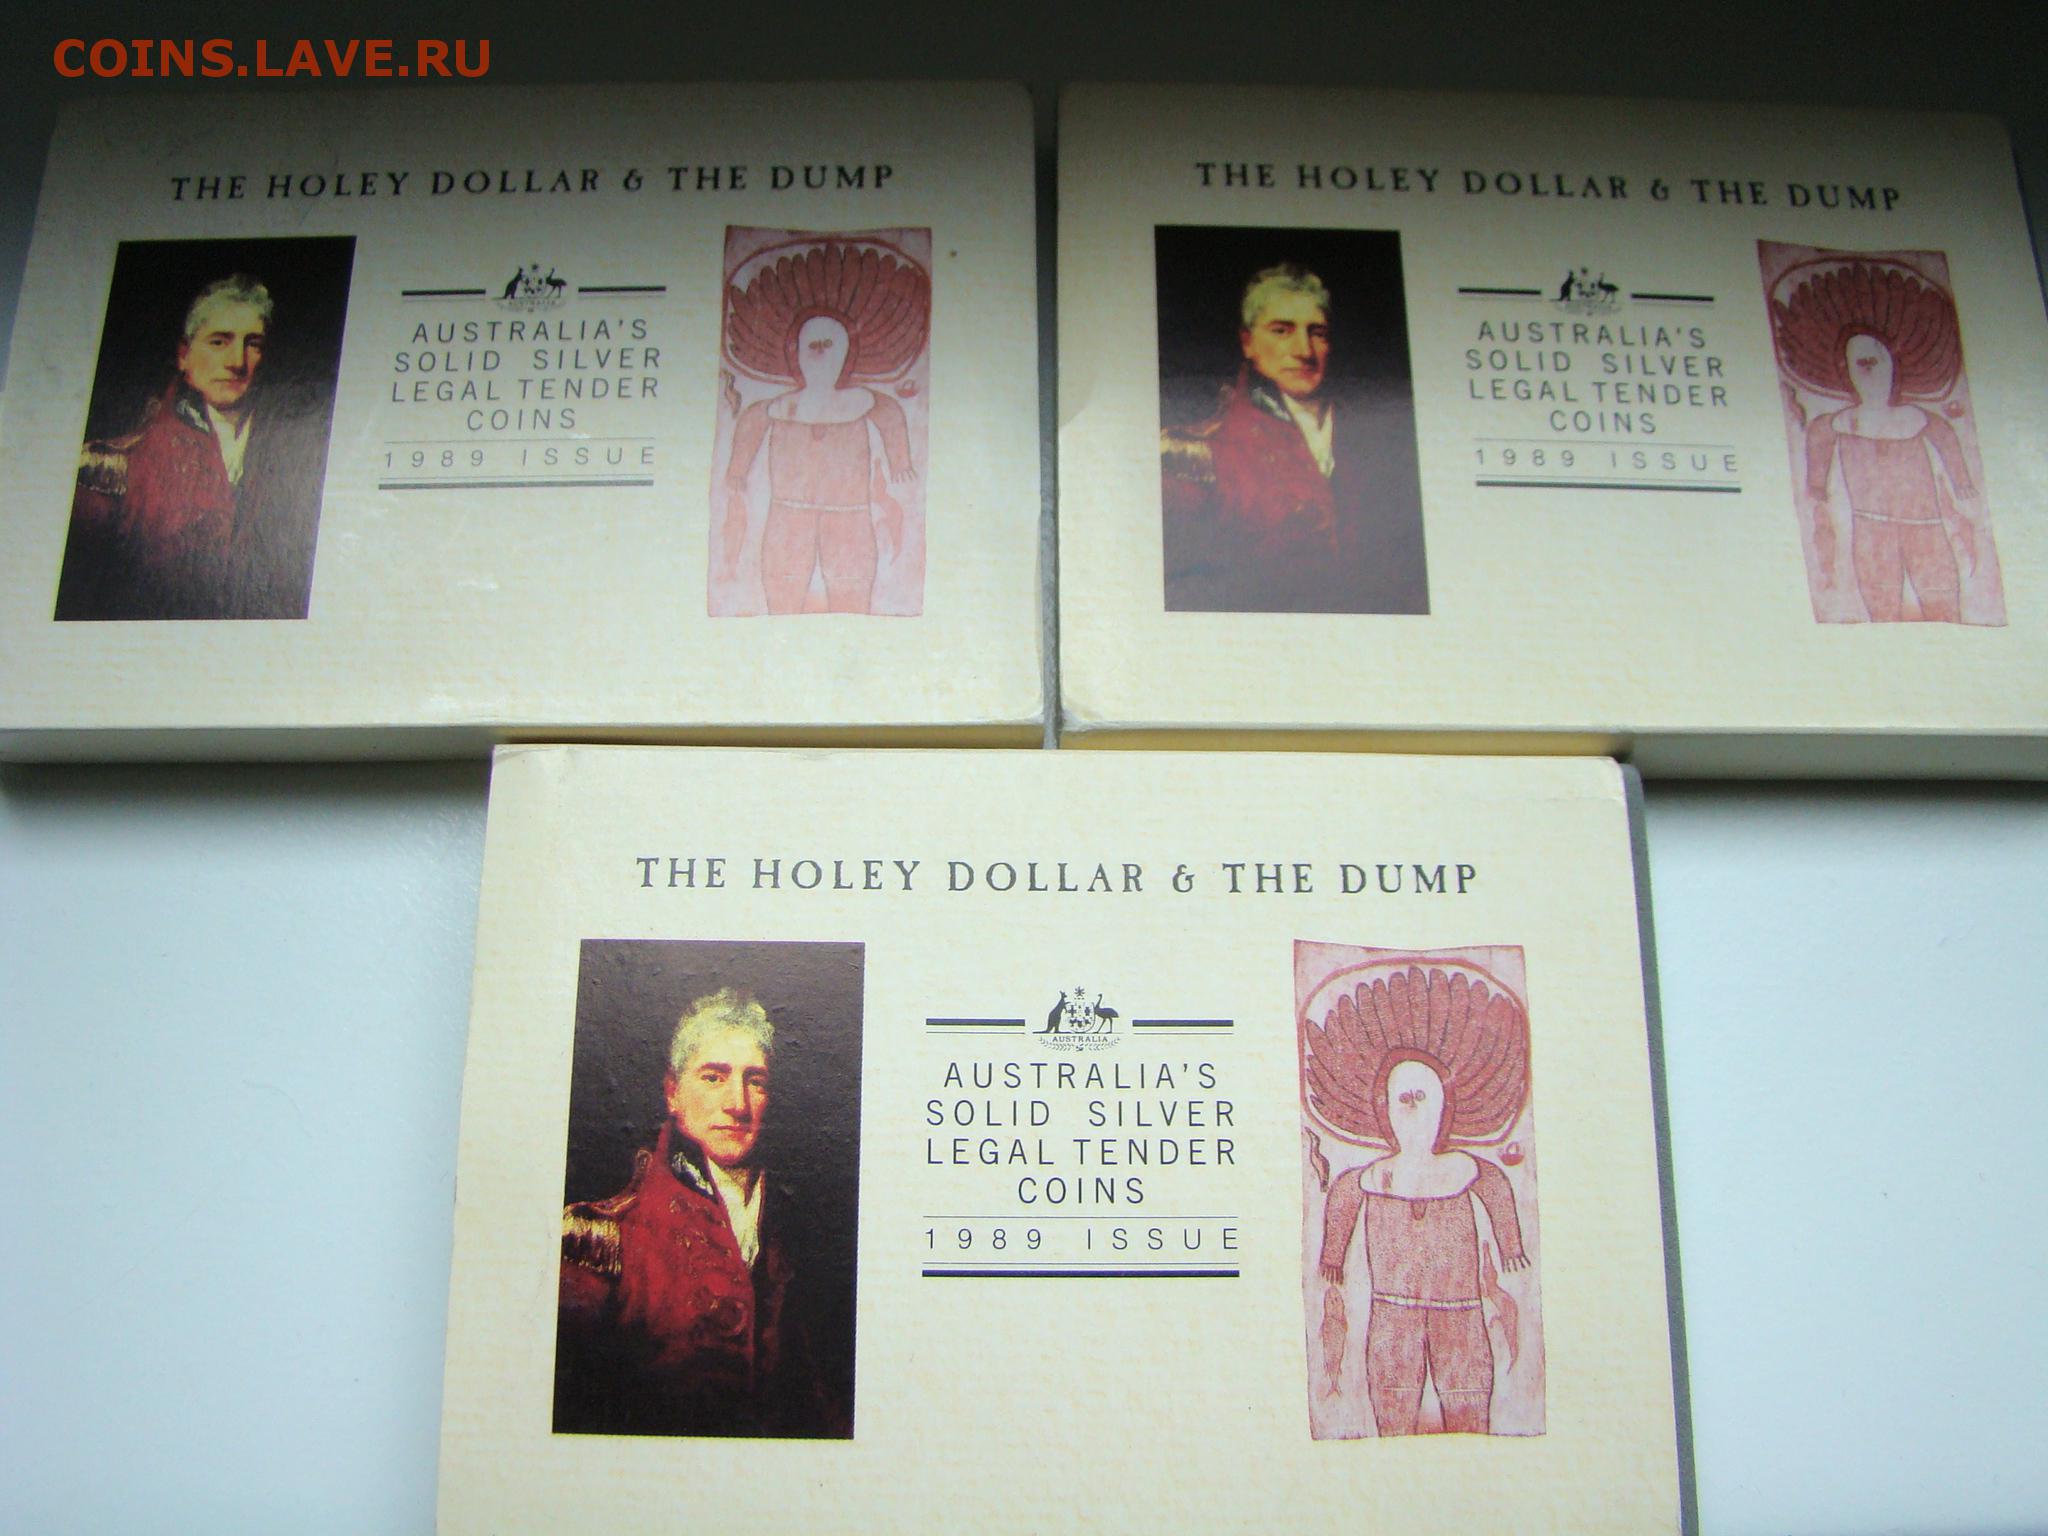 COINS.LAVE.RU
THE HOLEY DOLLAR & THE DUMP
AUSTRALIA
AUSTRALIA'S
SOLID SILVER
LEGAL TENDER
COINS
1989 ISSUE
THE HOLEY DOLLAR & THE DUMP
AUSTRALIA'S
SOLID SILVER
LEGAL TENDER
COINS
1989 ISSUE
THE HOLEY DOLLAR & THE DUMP
AUSTRALIA
AUSTRALIA'S
SOLID SILVER
LEGAL TENDER
COINS
1989 ISSUE